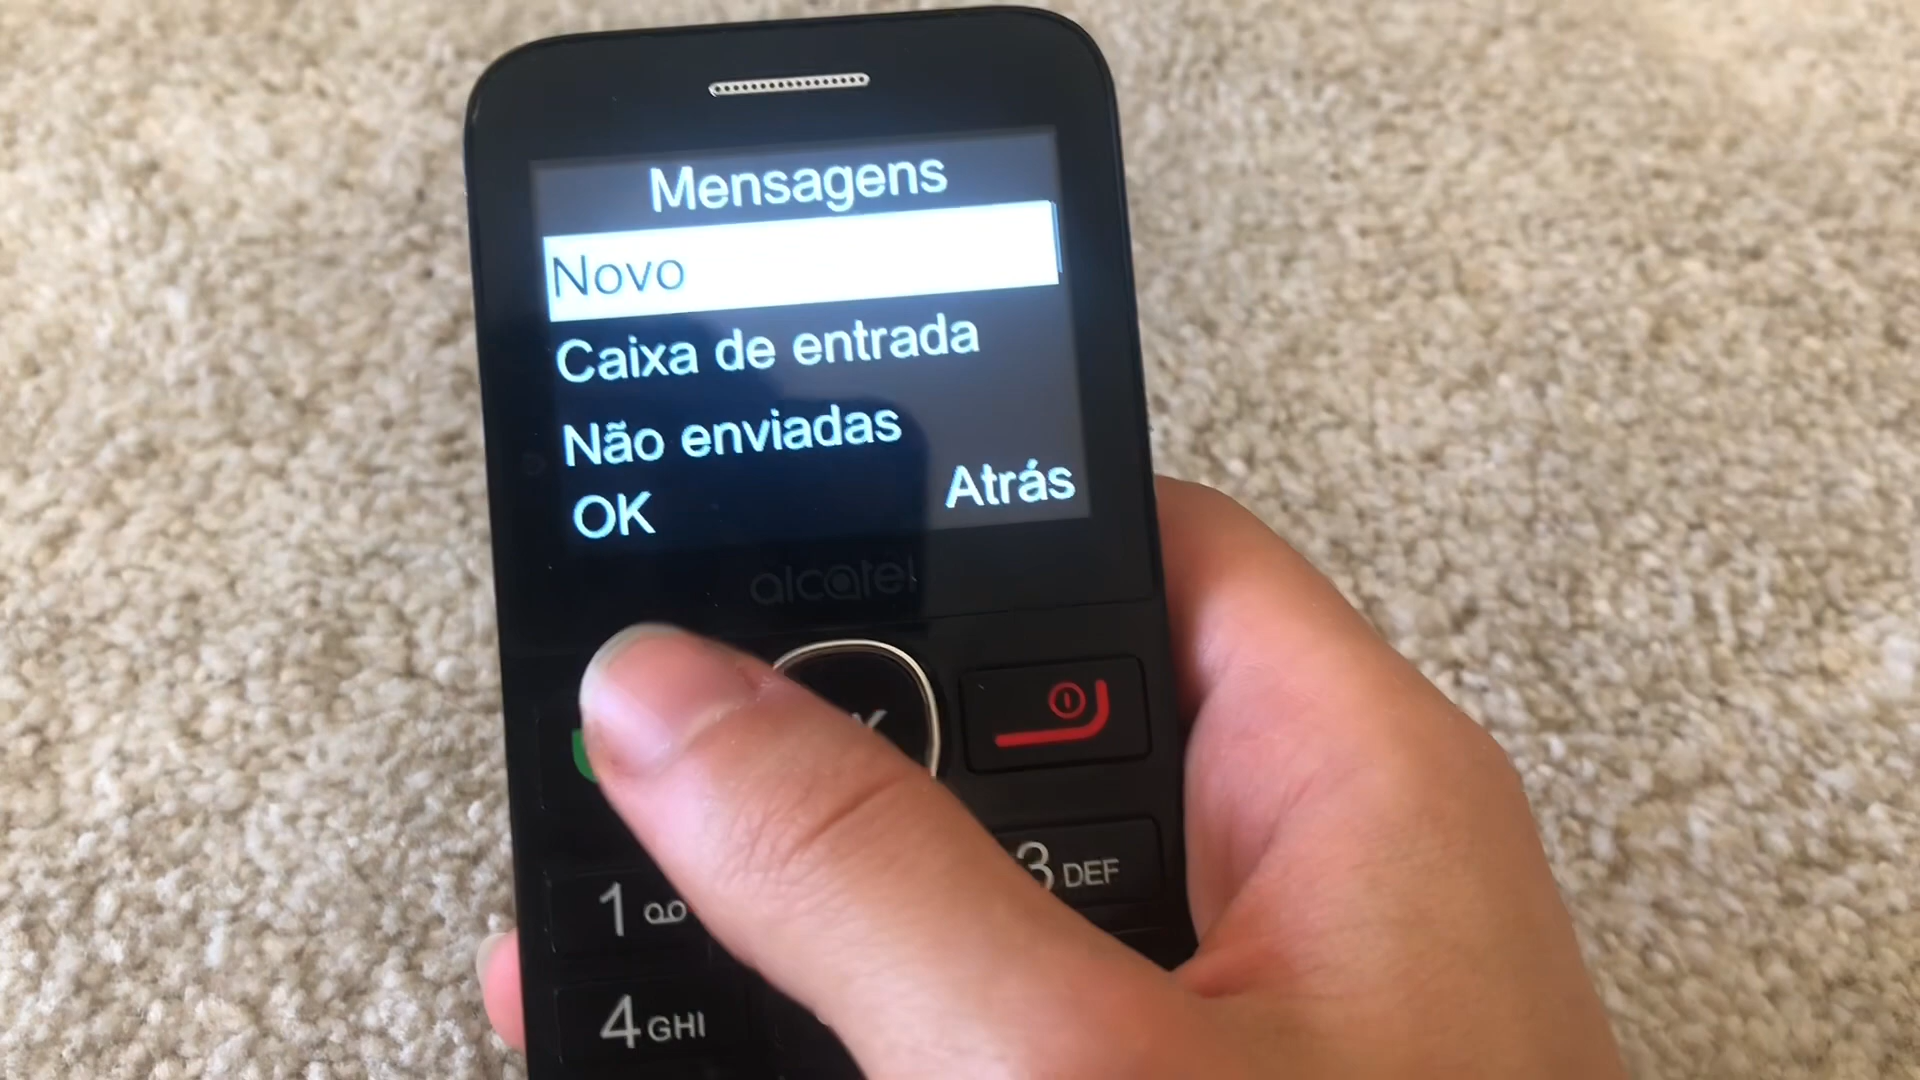 Mensagens
Novo
Caixa de entrada
Não enviadas
OK Atrás
alcatel
1
3 DEF
4 GHI